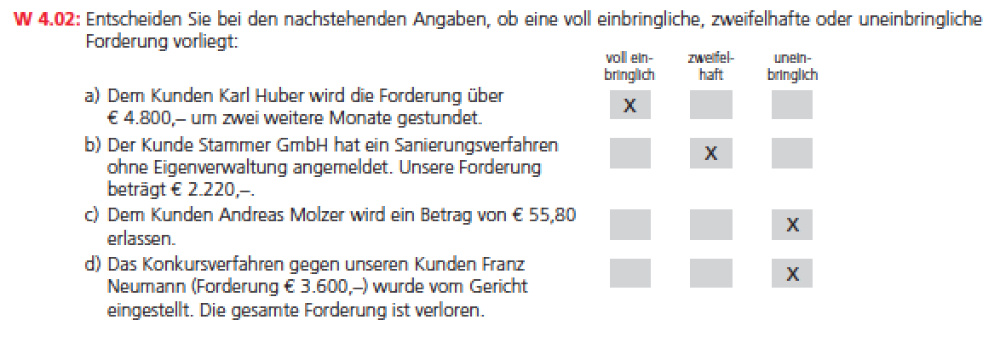 W 4.02: Entscheiden Sie bei den nachstehenden Angaben, ob eine voll einbringliche, zweifelhafte oder uneinbringliche
Forderung vorliegt:
voll ein- zweifel- unein-
bringlich haft bringlich
a) Dem Kunden Karl Huber wird die Forderung über
€ 4.800,– um zwei weitere Monate gestundet. X
b) Der Kunde Stammer GmbH hat ein Sanierungsverfahren
ohne Eigenverwaltung angemeldet. Unsere Forderung X
beträgt € 2.220,–.
c) Dem Kunden Andreas Molzer wird ein Betrag von € 55,80
erlassen. X
d) Das Konkursverfahren gegen unseren Kunden Franz
Neumann (Forderung € 3.600,–) wurde vom Gericht X
eingestellt. Die gesamte Forderung ist verloren.